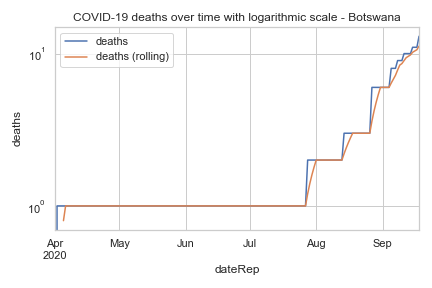 COVID-19 deaths over time with logarithmic scale - Botswana
deaths
deaths (rolling)
10¹
10⁰
deaths
Apr
2020
May
Jun
Jul
Aug
Sep
dateRep